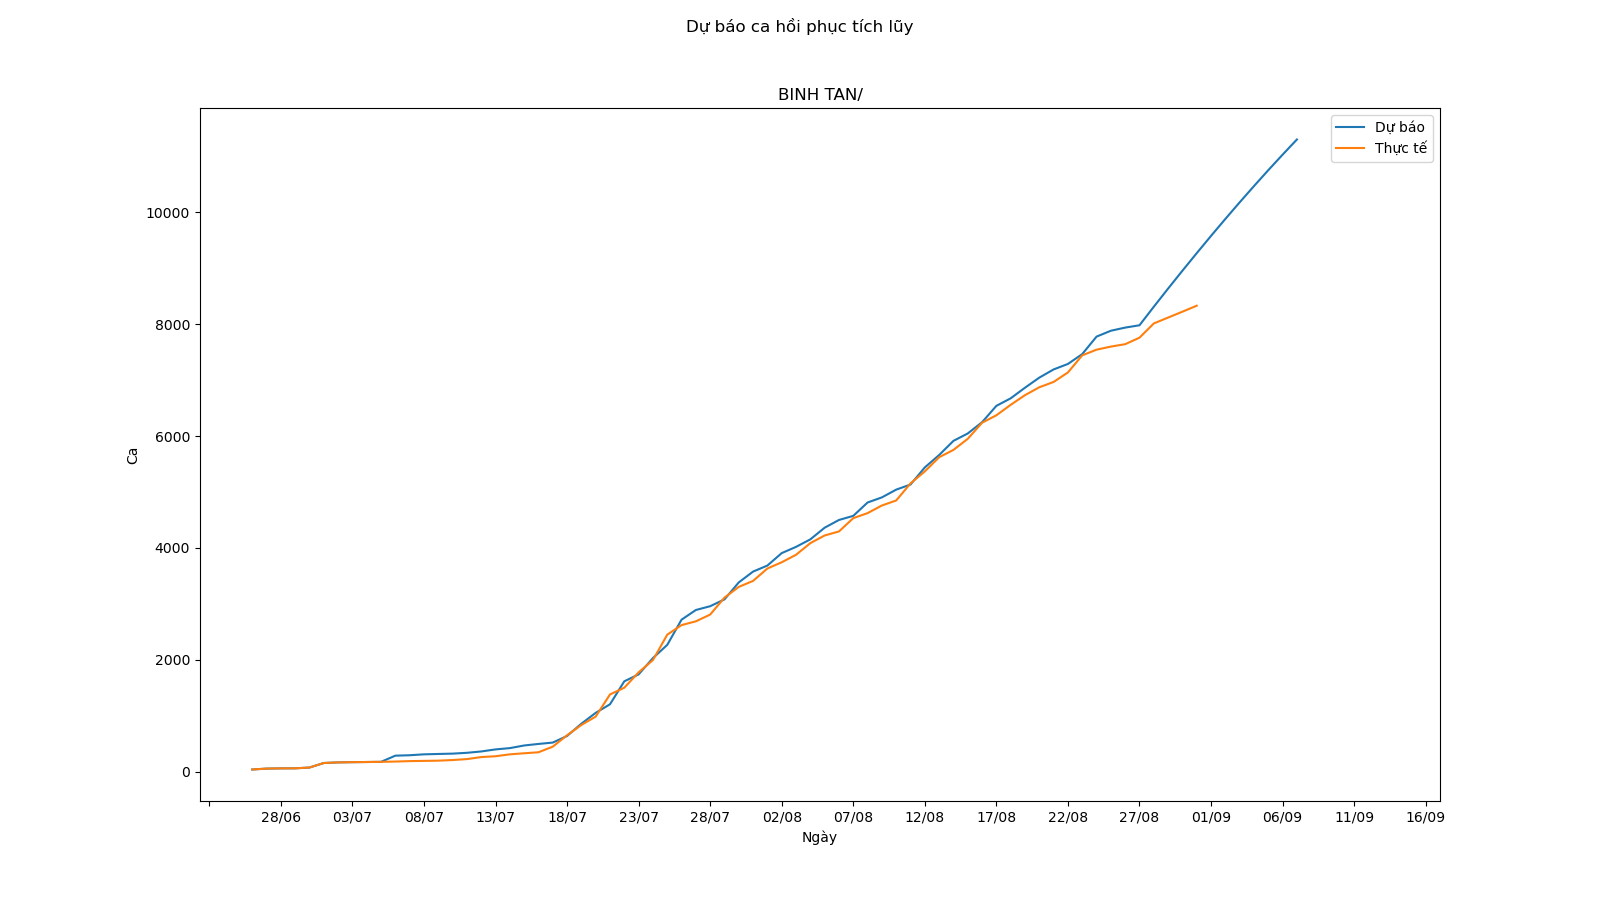 Dự báo ca hồi phục tích lũy
BINH TAN/
Dự báo
Thực tế
10000
8000
6000
4000
2000
0
Ca
28/06 03/07 08/07 13/07 18/07 23/07 28/07 02/08 07/08 12/08 17/08 22/08 27/08 01/09 06/09 11/09 16/09
Ngày